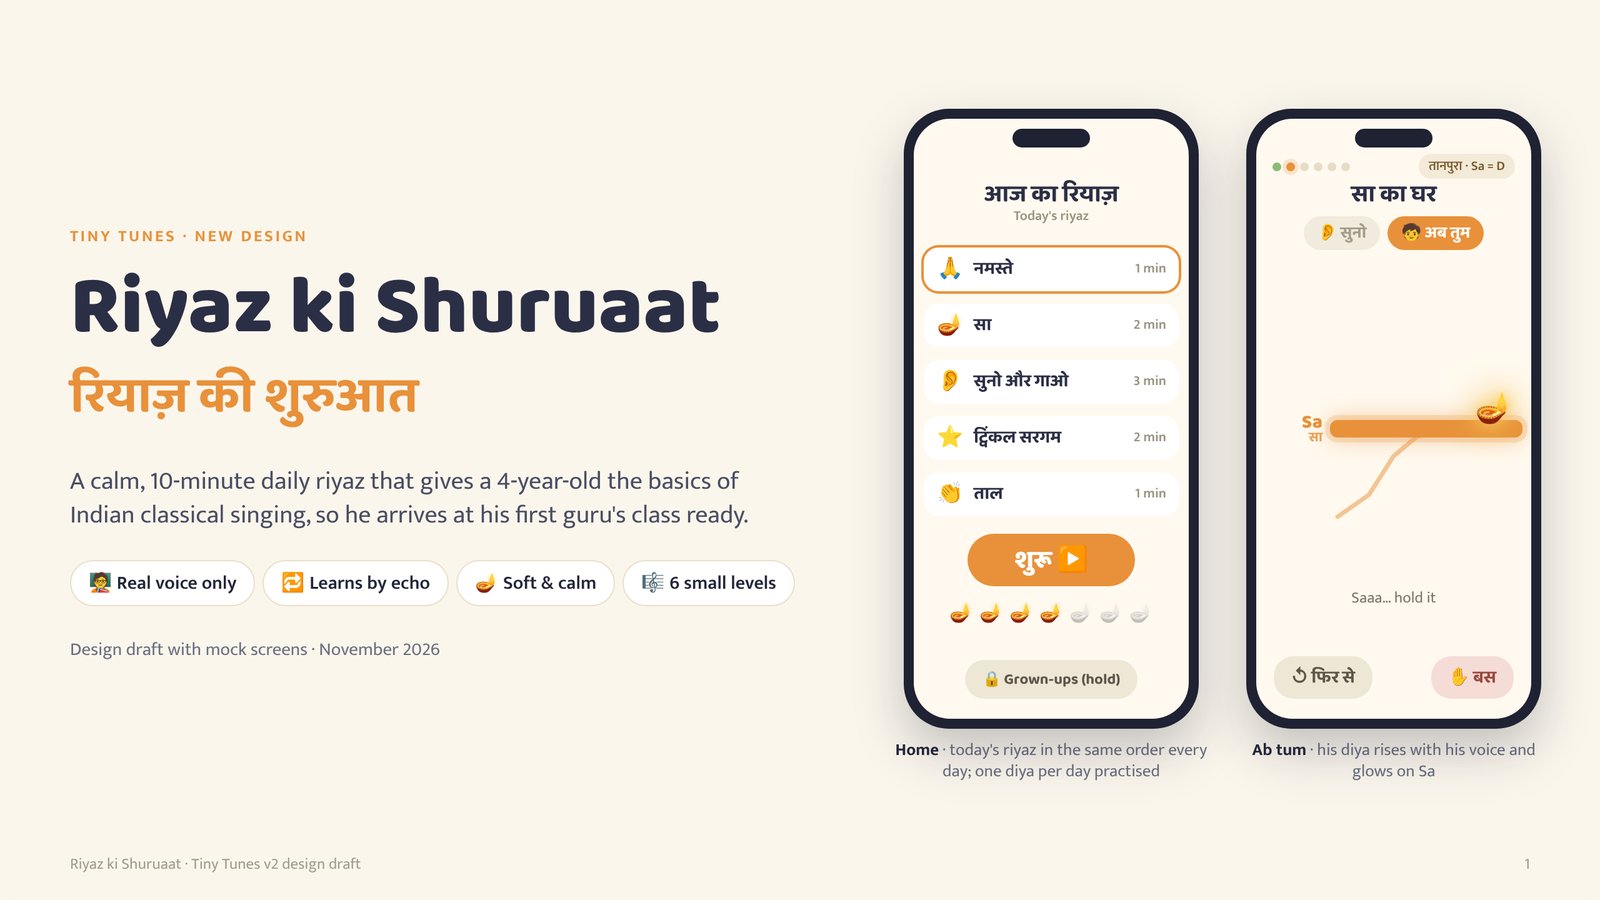 TINY TUNES · NEW DESIGN
Riyaz ki Shuruaat
रियाज़ की शुरुआत
A calm, 10-minute daily riyaz that gives a 4-year-old the basics of
Indian classical singing, so he arrives at his first guru's class ready.
Real voice only
Learns by echo
Soft & calm
6 small levels
Design draft with mock screens · November 2026
आज का रियाज़
Today's riyaz
नमस्ते 1 min
सा 2 min
सुनो और गाओ 3 min
ट्विंकल सरगम 2 min
ताल 1 min
शुरू
Grown-ups (hold)
Home · today's riyaz in the same order every
day; one diya per day practised
तानपुरा · Sa = D
सा का घर
सुनो
अब तुम
Sa
सा
Saaa... hold it
फिर से
बस
Ab tum · his diya rises with his voice and
glows on Sa
Riyaz ki Shuruaat · Tiny Tunes v2 design draft
1